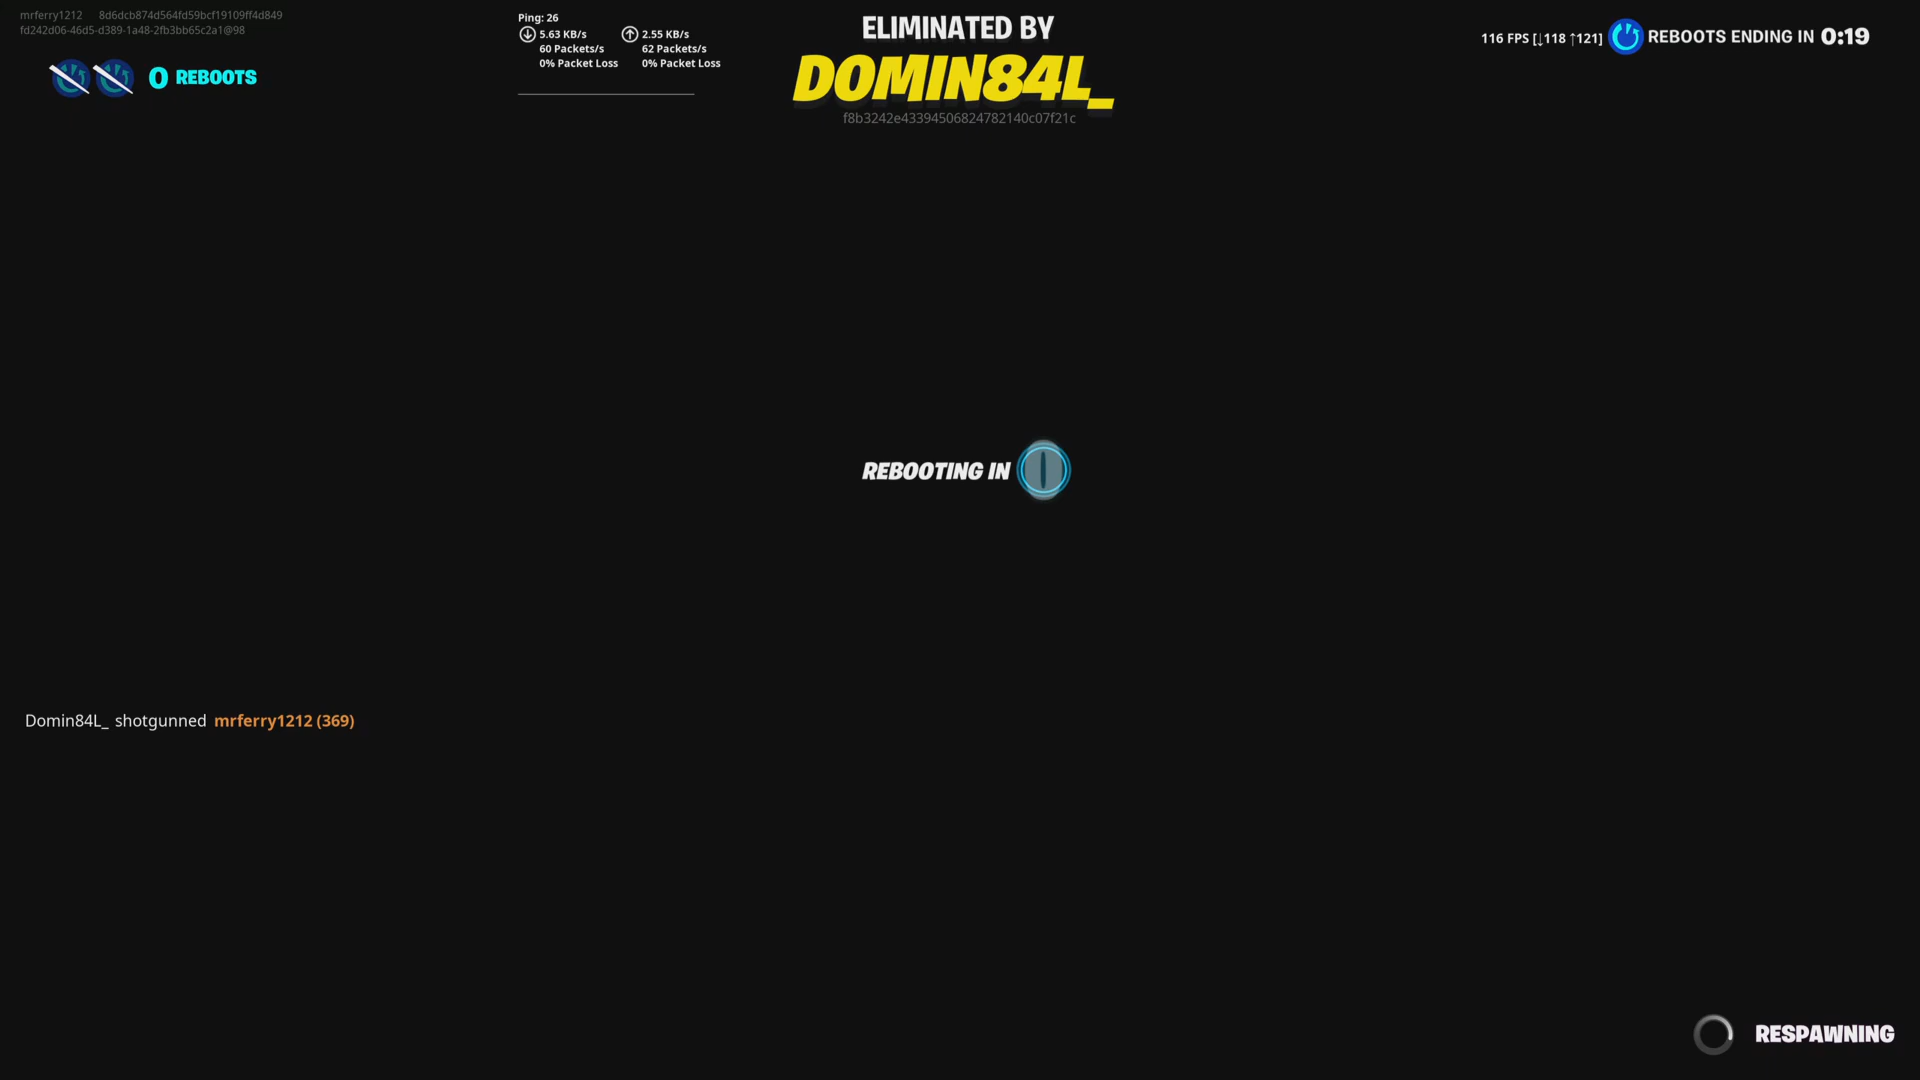 mrferry1212 8d6dcb874d564fd59bcf19109ff4d849
fd242d06-46d5-d389-1a48-2fb3bb65c2a1@98
0 REBOOTS
Ping: 26
5.63 KB/s 2.55 KB/s
60 Packets/s 62 Packets/s
0% Packet Loss 0% Packet Loss
ELIMINATED BY
DOMIN84L_
f8b3242e43394506824782140c07f21c
116 FPS [↓118 ↑121] REBOOTS ENDING IN 0:19
REBOOTING IN
Domin84L_ shotgunned mrferry1212 (369)
RESPAWNING